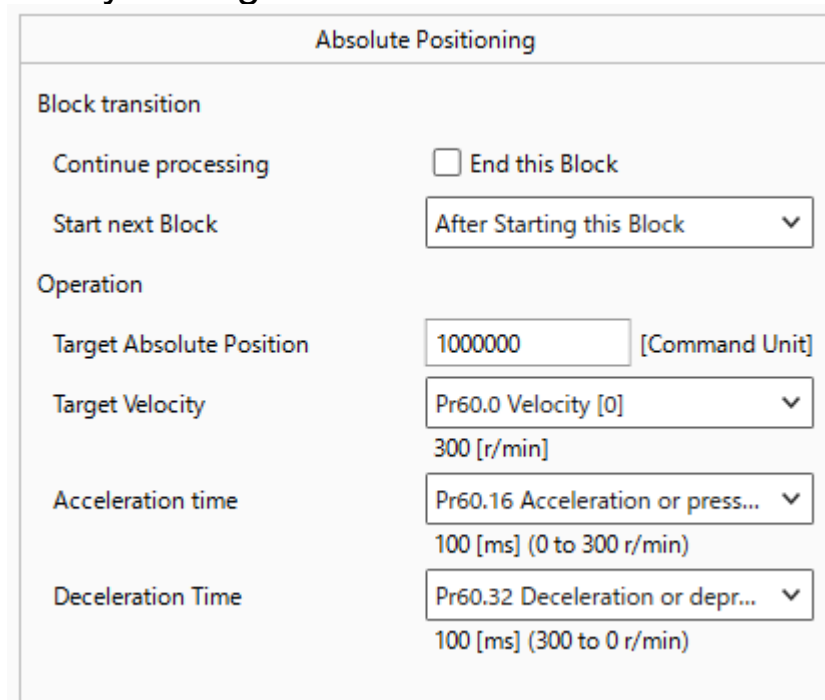 Absolute Positioning
Block transition
Continue processing End this Block
Start next Block After Starting this Block
Operation
Target Absolute Position 1000000 [Command Unit]
Target Velocity Pr60.0 Velocity [0]
300 [r/min]
Acceleration time Pr60.16 Acceleration or press...
100 [ms] (0 to 300 r/min)
Deceleration Time Pr60.32 Deceleration or depr...
100 [ms] (300 to 0 r/min)